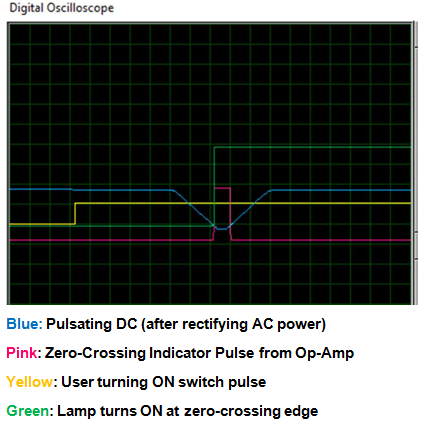 Digital Oscilloscope
Blue: Pulsating DC (after rectifying AC power)
Pink: Zero-Crossing Indicator Pulse from Op-Amp
Yellow: User turning ON switch pulse
Green: Lamp turns ON at zero-crossing edge